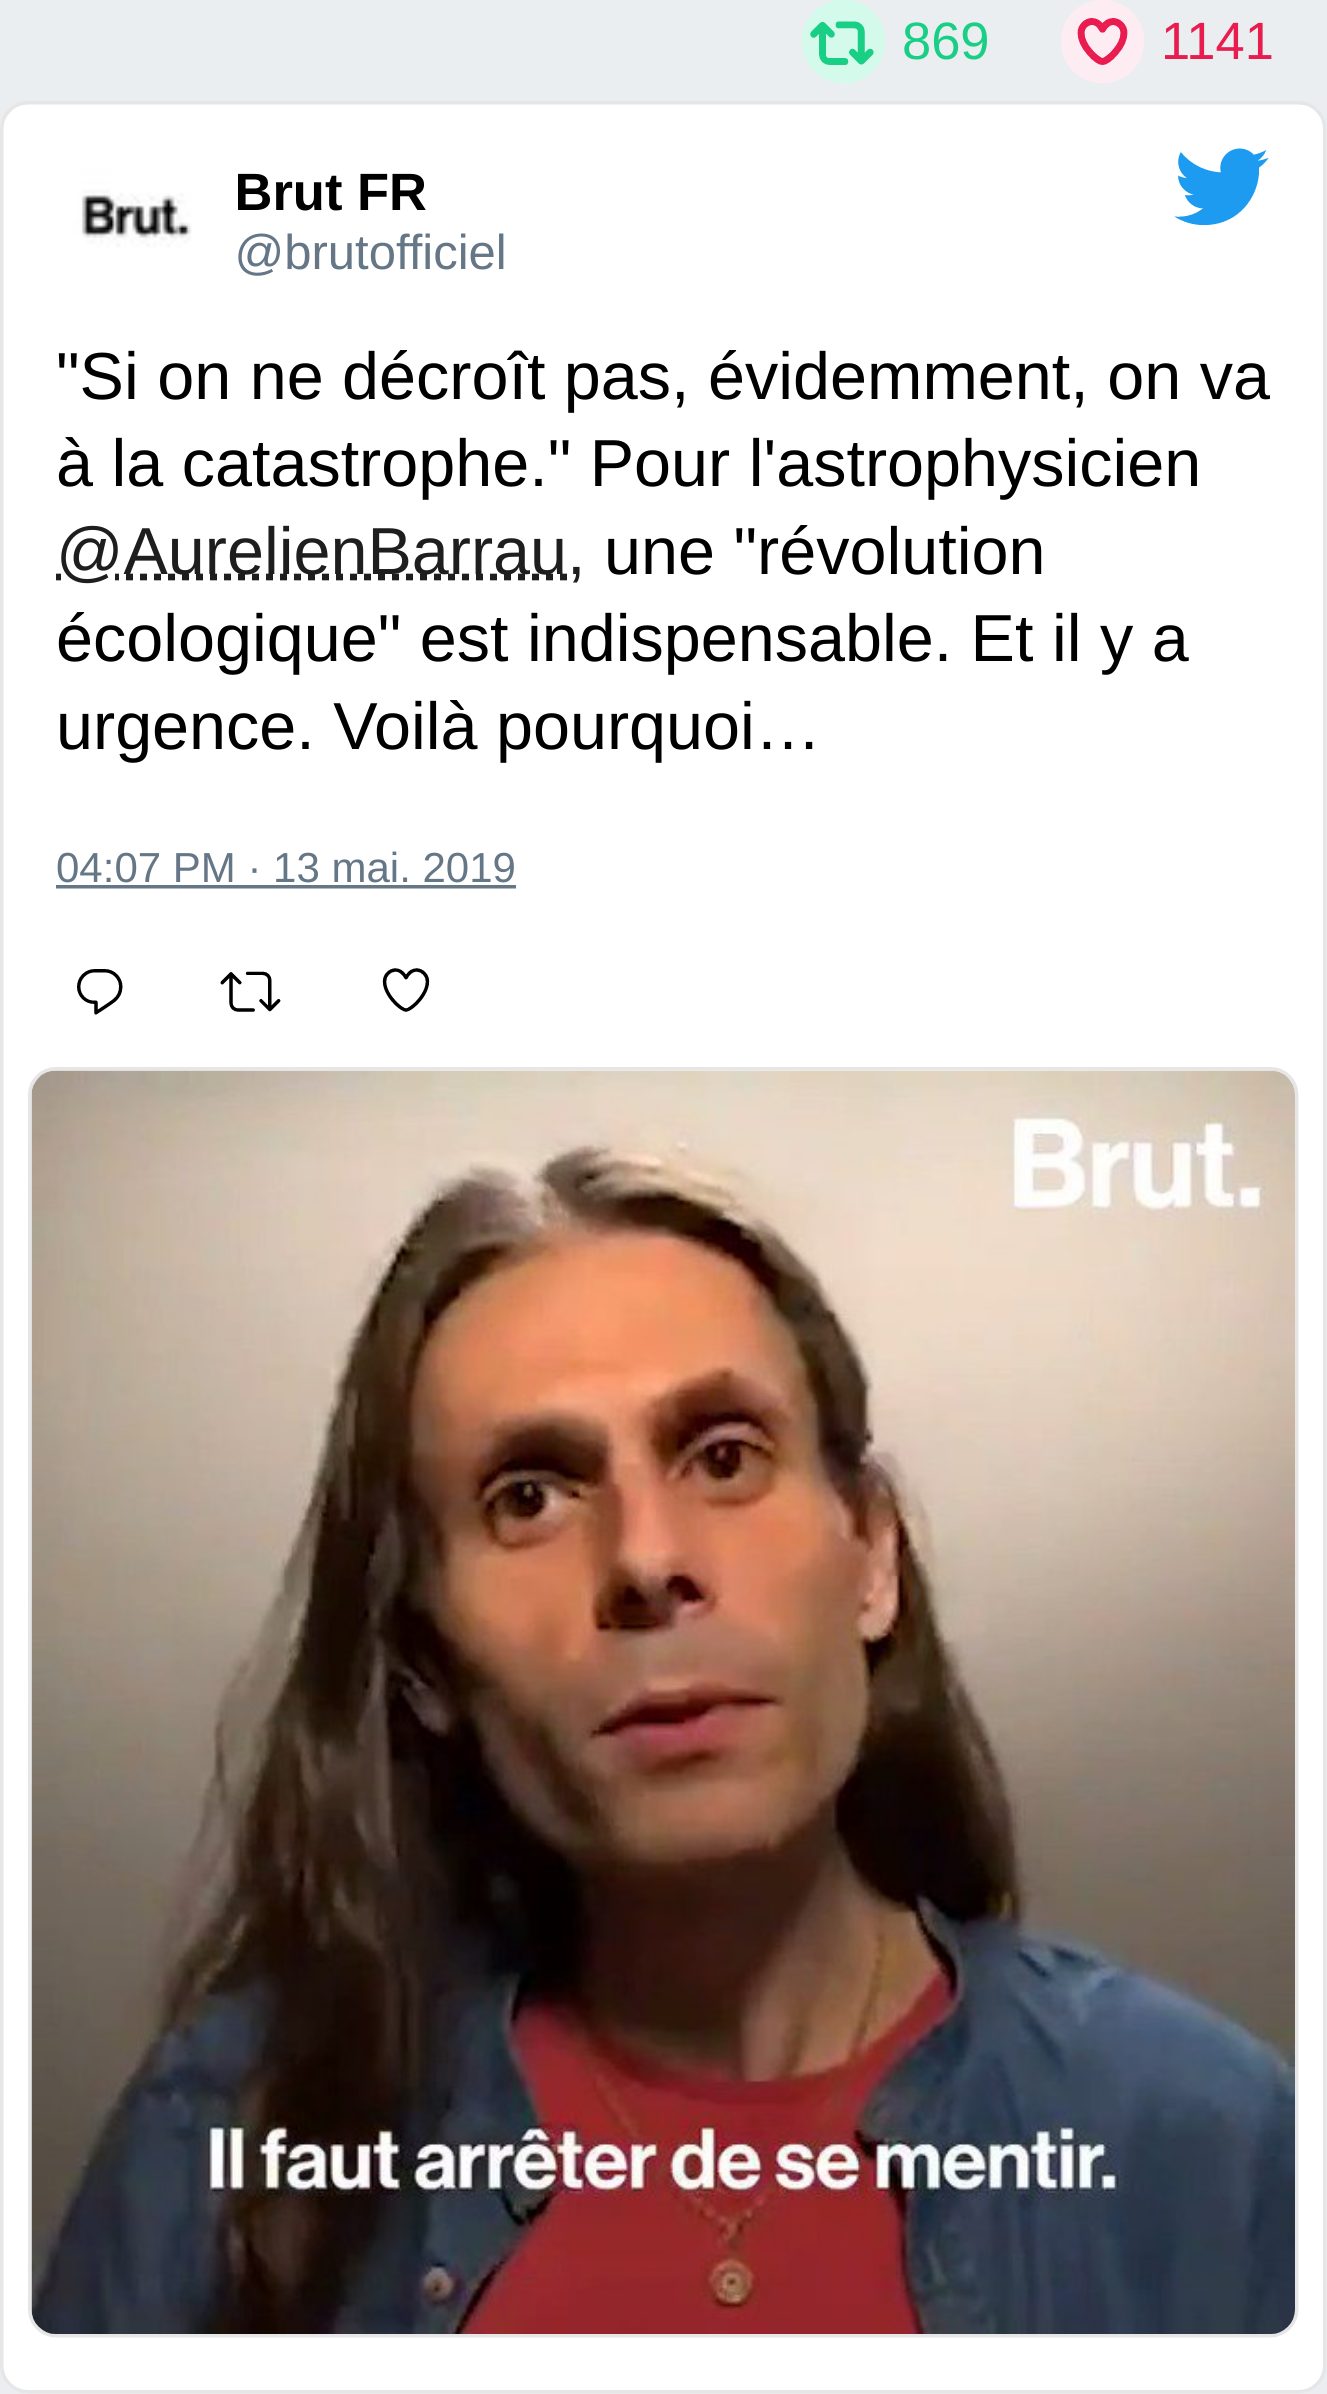 869 1141
Brut.
Brut FR
@brutofficiel
"Si on ne décroît pas, évidemment, on va
à la catastrophe." Pour l'astrophysicien
@AurelienBarrau, une "révolution
écologique" est indispensable. Et il y a
urgence. Voilà pourquoi…
04:07 PM · 13 mai. 2019
Brut.
Il faut arrêter de se mentir.